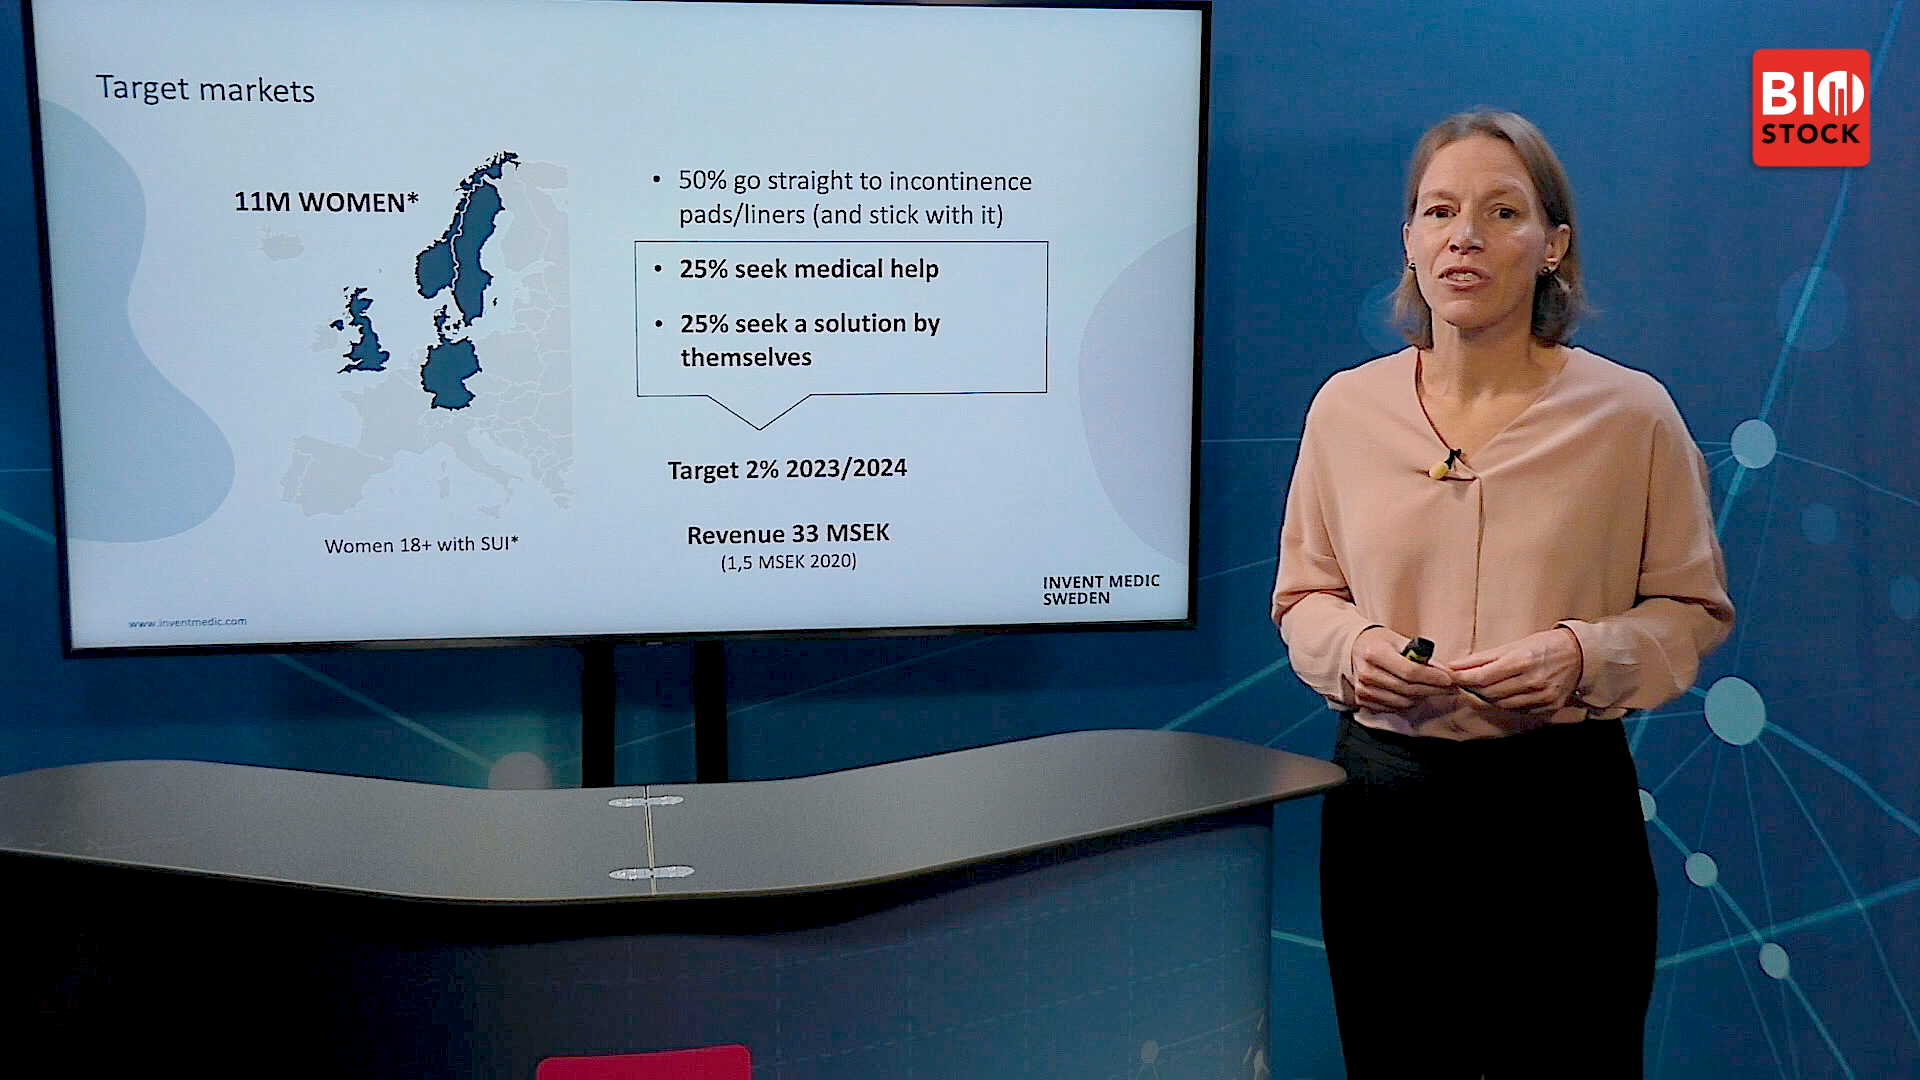 Target markets
11M WOMEN*
Women 18+ with SUI*
• 50% go straight to incontinence
pads/liners (and stick with it)
• 25% seek medical help
• 25% seek a solution by
themselves
Target 2% 2023/2024
Revenue 33 MSEK
(1,5 MSEK 2020)
INVENT MEDIC
SWEDEN
www.inventmedic.com
BIO
STOCK